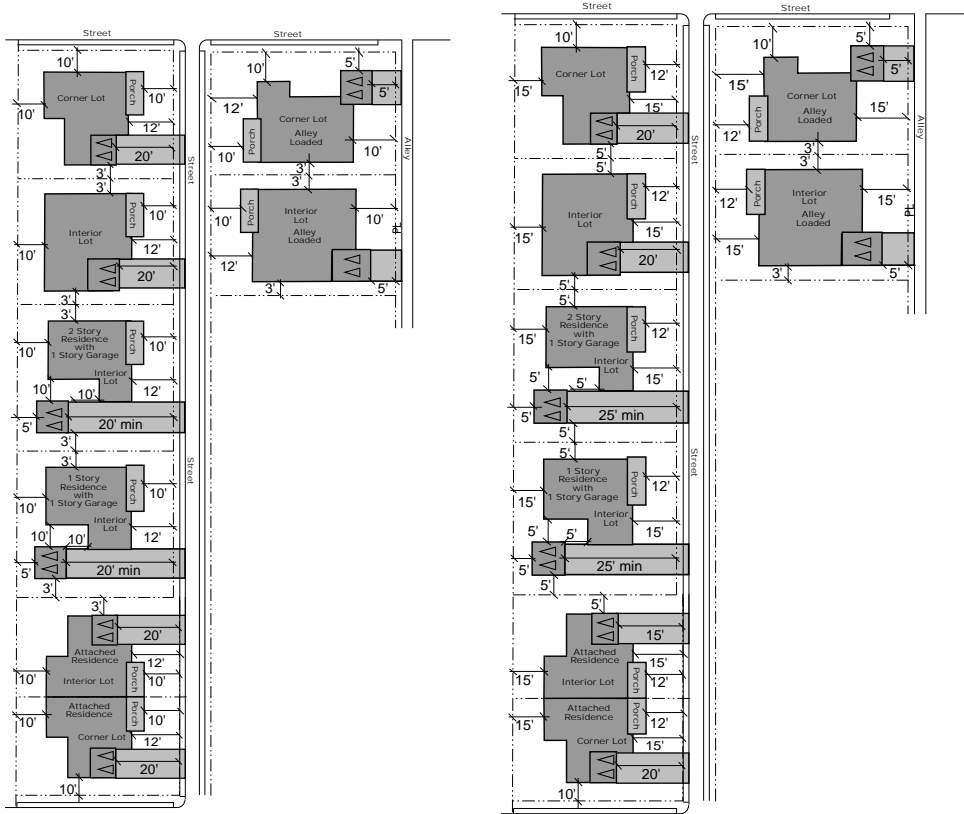 Street
10'
Corner Lot
Porch
10'
10'
12'
20'
3'
3'
Porch
10'
Interior
Lot
10'
12'
20'
3'
3'
2 Story
Residence
with
1 Story Garage
Porch
10'
10'
Interior
Lot
12'
10'
10'
5'
20' min
3'
3'
1 Story
Residence
with
1 Story Garage
Porch
10'
10'
Interior
Lot
12'
10'
10'
5'
20' min
3'
3'
20'
Attached
Residence
12'
Interior Lot
Porch
10'
10'
Attached
Residence
Porch
10'
10'
Corner Lot
12'
20'
10'
Street
Street
Street
10'
5'
5'
12'
Corner Lot
Alley
Loaded
Porch
10'
10'
3'
3'
Alley
Porch
10'
Interior
Lot
Alley
Loaded
10'
PL
12'
3'
5'
Street
10'
Corner Lot
Porch
12'
15'
15'
20'
5'
5'
Porch
12'
Interior
Lot
15'
15'
20'
5'
5'
2 Story
Residence
with
1 Story Garage
Porch
12'
15'
Interior
Lot
15'
5'
5'
5'
25' min
5'
5'
1 Story
Residence
with
1 Story Garage
Porch
12'
15'
Interior
Lot
15'
5'
5'
5'
25' min
5'
5'
15'
Attached
Residence
15'
Interior Lot
Porch
12'
15'
Attached
Residence
Porch
12'
15'
Corner Lot
15'
20'
10'
Street
Street
Street
10'
5'
5'
15'
Corner Lot
Alley
Loaded
Porch
12'
15'
3'
3'
Alley
Porch
12'
Interior
Lot
Alley
Loaded
15'
PL
15'
3'
5'